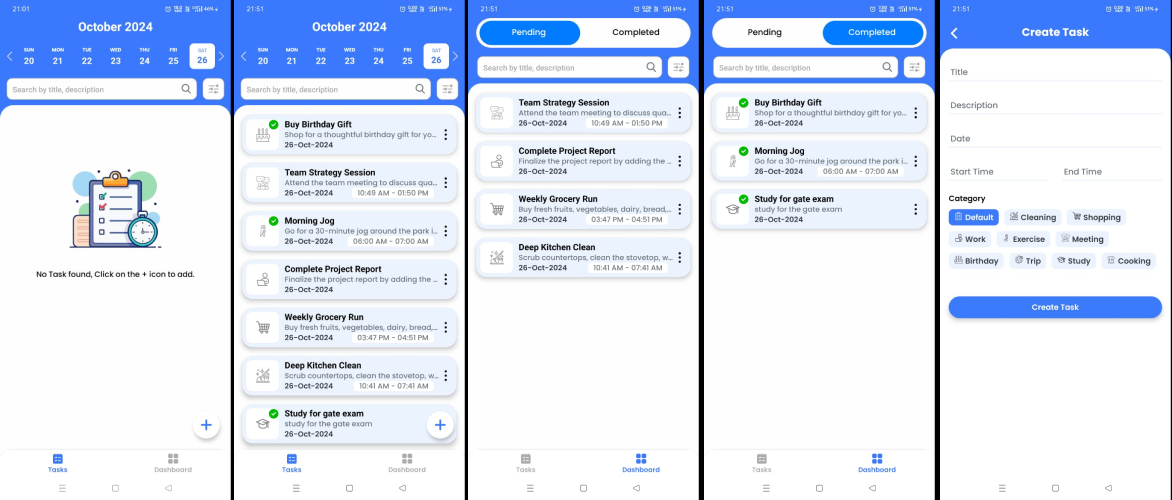 21:01
46%
October 2024
SUN MON TUE WED THU FRI SAT
20 21 22 23 24 25 26
Search by title, description
No Task found, Click on the + icon to add.
+
Tasks Dashboard
21:51
51%
October 2024
SUN MON TUE WED THU FRI SAT
20 21 22 23 24 25 26
Search by title, description
Buy Birthday Gift
Shop for a thoughtful birthday gift for yo...
26-Oct-2024
Team Strategy Session
Attend the team meeting to discuss qua...
26-Oct-2024 10:49 AM - 01:50 PM
Morning Jog
Go for a 30-minute jog around the park i...
26-Oct-2024 06:00 AM - 07:00 AM
Complete Project Report
Finalize the project report by adding the ...
26-Oct-2024
Weekly Grocery Run
Buy fresh fruits, vegetables, dairy, bread,...
26-Oct-2024 03:47 PM - 04:51 PM
Deep Kitchen Clean
Scrub countertops, clean the stovetop, w...
26-Oct-2024 10:41 AM - 07:41 AM
Study for gate exam
study for the gate exam
26-Oct-2024
+
Tasks Dashboard
21:51
51%
Pending Completed
Search by title, description
Team Strategy Session
Attend the team meeting to discuss qua...
26-Oct-2024 10:49 AM - 01:50 PM
Complete Project Report
Finalize the project report by adding the ...
26-Oct-2024
Weekly Grocery Run
Buy fresh fruits, vegetables, dairy, bread,...
26-Oct-2024 03:47 PM - 04:51 PM
Deep Kitchen Clean
Scrub countertops, clean the stovetop, w...
26-Oct-2024 10:41 AM - 07:41 AM
Tasks Dashboard
21:51
51%
Pending Completed
Search by title, description
Buy Birthday Gift
Shop for a thoughtful birthday gift for yo...
26-Oct-2024
Morning Jog
Go for a 30-minute jog around the park i...
26-Oct-2024 06:00 AM - 07:00 AM
Study for gate exam
study for the gate exam
26-Oct-2024
Tasks Dashboard
21:51
51%
Create Task
Title
Description
Date
Start Time End Time
Category
Default Cleaning Shopping
Work Exercise Meeting
Birthday Trip Study Cooking
Create Task